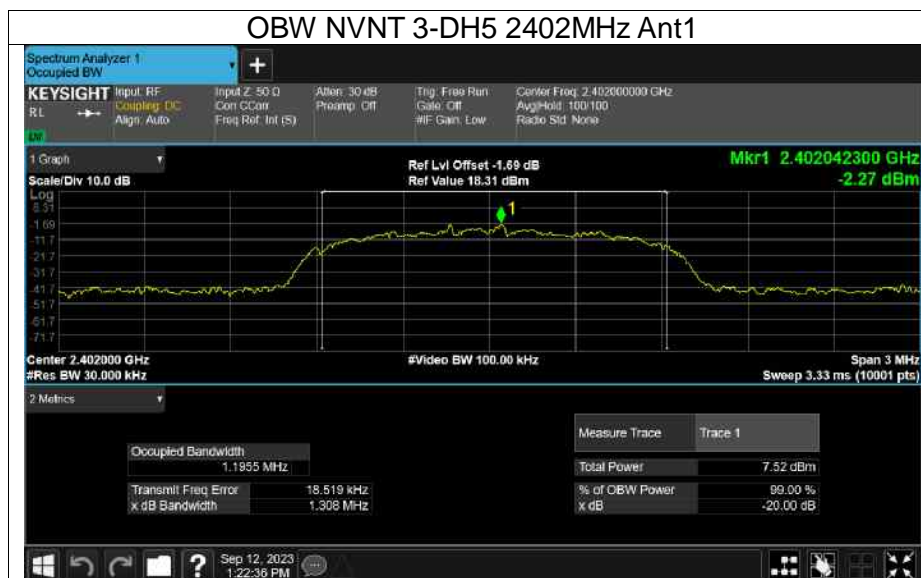 OBW NVNT 3-DH5 2402MHz Ant1
Spectrum Analyzer 1
Occupied BW
+
KEYSIGHT
RL
Input: RF
Coupling: DC
Align: Auto
Input Z: 50 Ω
Corr CCorr
Freq Ref: Int (S)
Atten: 30 dB
Preamp: Off
Trig: Free Run
Gate: Off
#IF Gain: Low
Center Freq: 2.402000000 GHz
Avg|Hold: 100/100
Radio Std: None
1 Graph
Scale/Div 10.0 dB
Ref Lvl Offset -1.69 dB
Ref Value 18.31 dBm
Mkr1 2.402042300 GHz
-2.27 dBm
Log
8.31
-1.69
-11.7
-21.7
-31.7
-41.7
-51.7
-61.7
-71.7
1
Center 2.402000 GHz
#Res BW 30.000 kHz
#Video BW 100.00 kHz
Span 3 MHz
Sweep 3.33 ms (10001 pts)
2 Metrics
Occupied Bandwidth
1.1955 MHz
Transmit Freq Error 18.519 kHz
x dB Bandwidth 1.308 MHz
Measure Trace Trace 1
Total Power 7.52 dBm
% of OBW Power 99.00 %
x dB -20.00 dB
?
Sep 12, 2023
1:22:36 PM